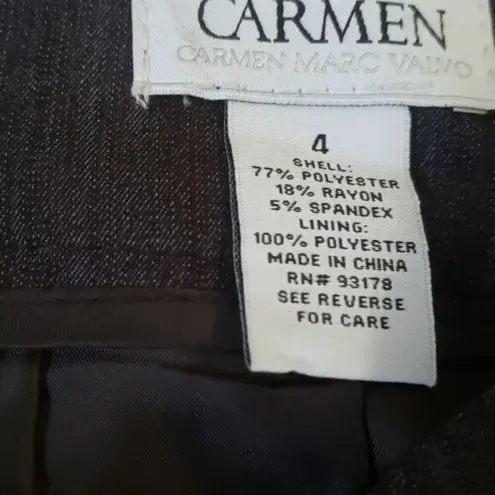 CARMEN
CARMEN MARC VALVO
4
SHELL:
77% POLYESTER
18% RAYON
5% SPANDEX
LINING:
100% POLYESTER
MADE IN CHINA
RN# 93178
SEE REVERSE
FOR CARE